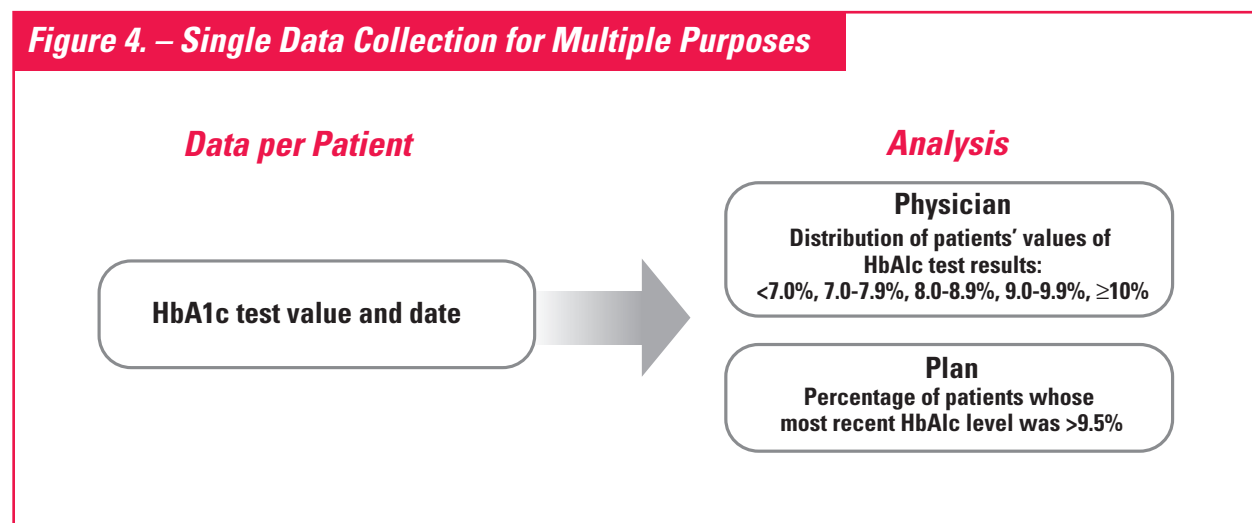 Figure 4. – Single Data Collection for Multiple Purposes
Data per Patient
HbA1c test value and date
Analysis
Physician
Distribution of patients’ values of
HbAlc test results:
<7.0%, 7.0-7.9%, 8.0-8.9%, 9.0-9.9%, ≥10%
Plan
Percentage of patients whose
most recent HbAlc level was >9.5%